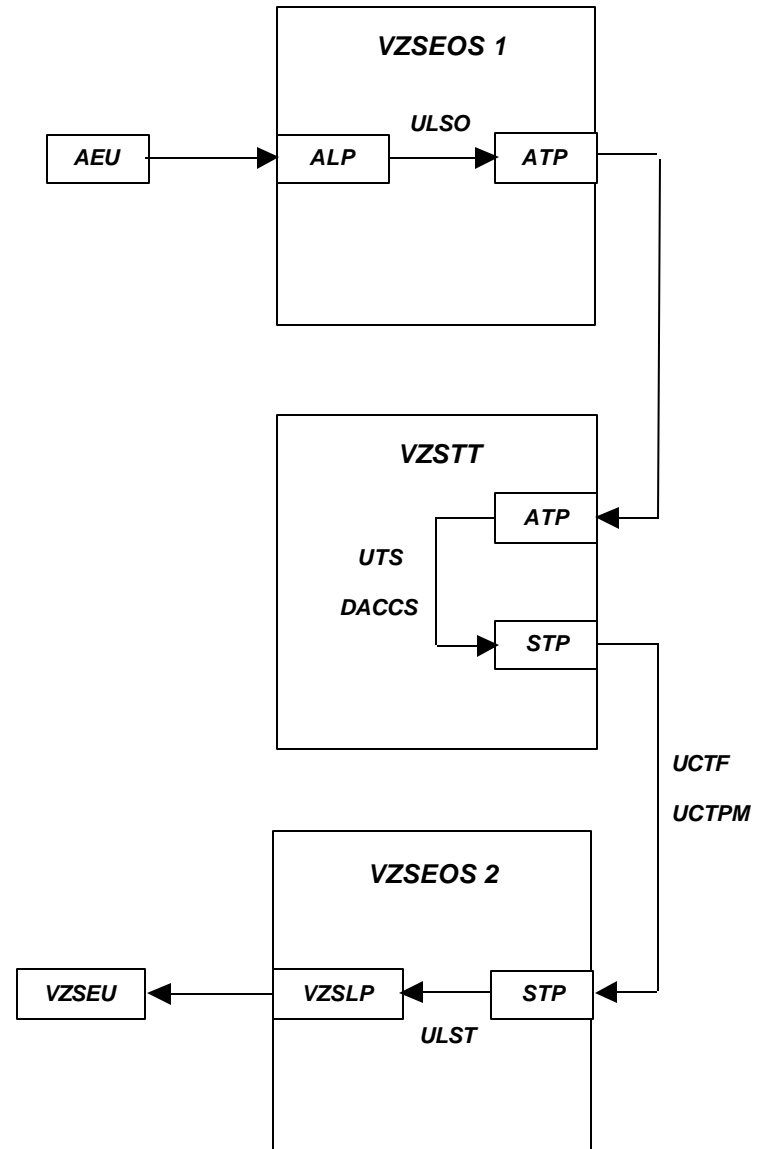 VZSEOS 1
ULSO
AEU
ALP
ATP
VZSTT
ATP
UTS
DACCS
STP
UCTF
UCTPM
VZSEOS 2
VZSEU
VZSLP
STP
ULST